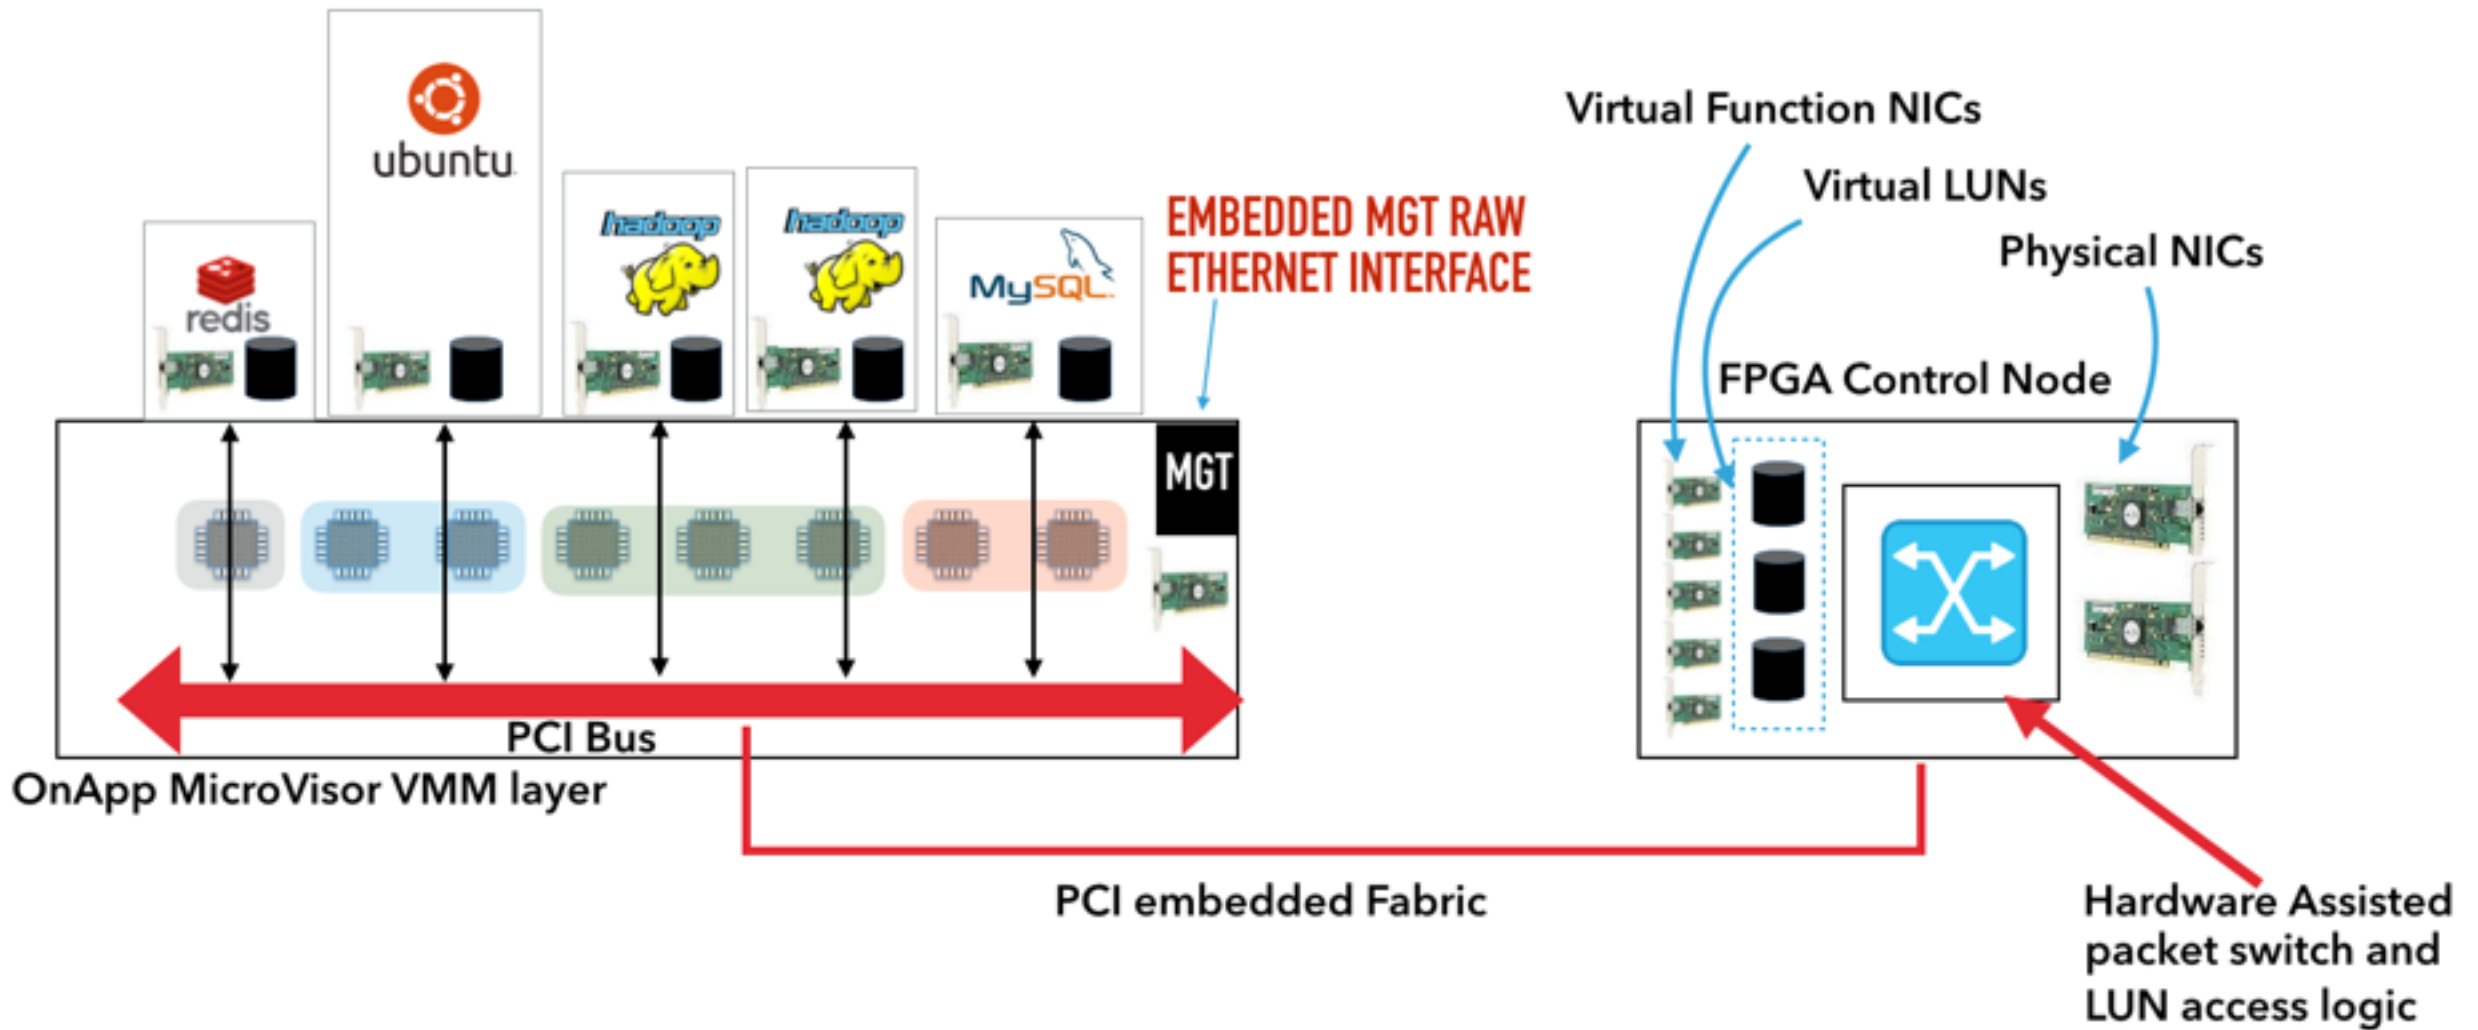 redis
ubuntu
hadoop
hadoop
MySQL
EMBEDDED MGT RAW
ETHERNET INTERFACE
MGT
PCI Bus
OnApp MicroVisor VMM layer
PCI embedded Fabric
Virtual Function NICs
Virtual LUNs
Physical NICs
FPGA Control Node
Hardware Assisted
packet switch and
LUN access logic